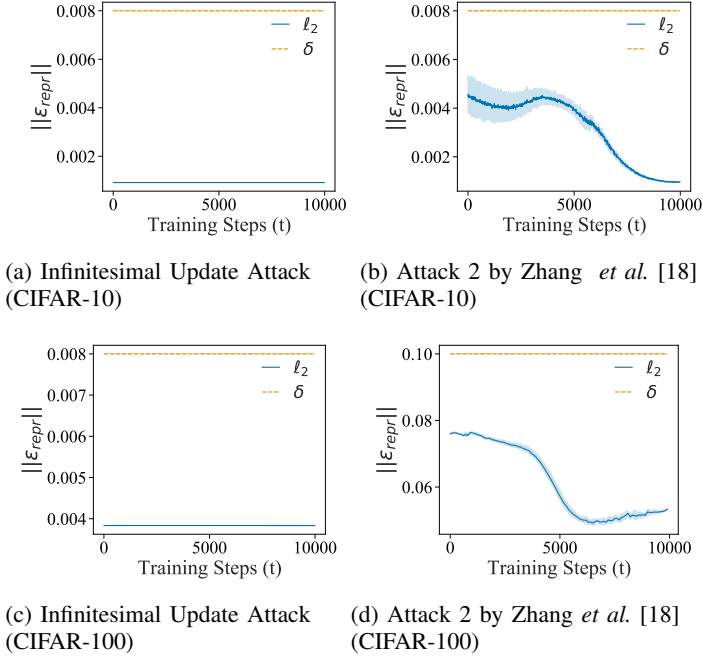 0.008
0.006
0.004
0.002
||ε_repr||
ℓ₂
δ
0 5000 10000
Training Steps (t)
0.008
0.006
0.004
0.002
||ε_repr||
ℓ₂
δ
0 5000 10000
Training Steps (t)
(a) Infinitesimal Update Attack
(CIFAR-10)
(b) Attack 2 by Zhang et al. [18]
(CIFAR-10)
0.008
0.007
0.006
0.005
0.004
||ε_repr||
ℓ₂
δ
0 5000 10000
Training Steps (t)
0.10
0.08
0.06
||ε_repr||
ℓ₂
δ
0 5000 10000
Training Steps (t)
(c) Infinitesimal Update Attack
(CIFAR-100)
(d) Attack 2 by Zhang et al. [18]
(CIFAR-100)